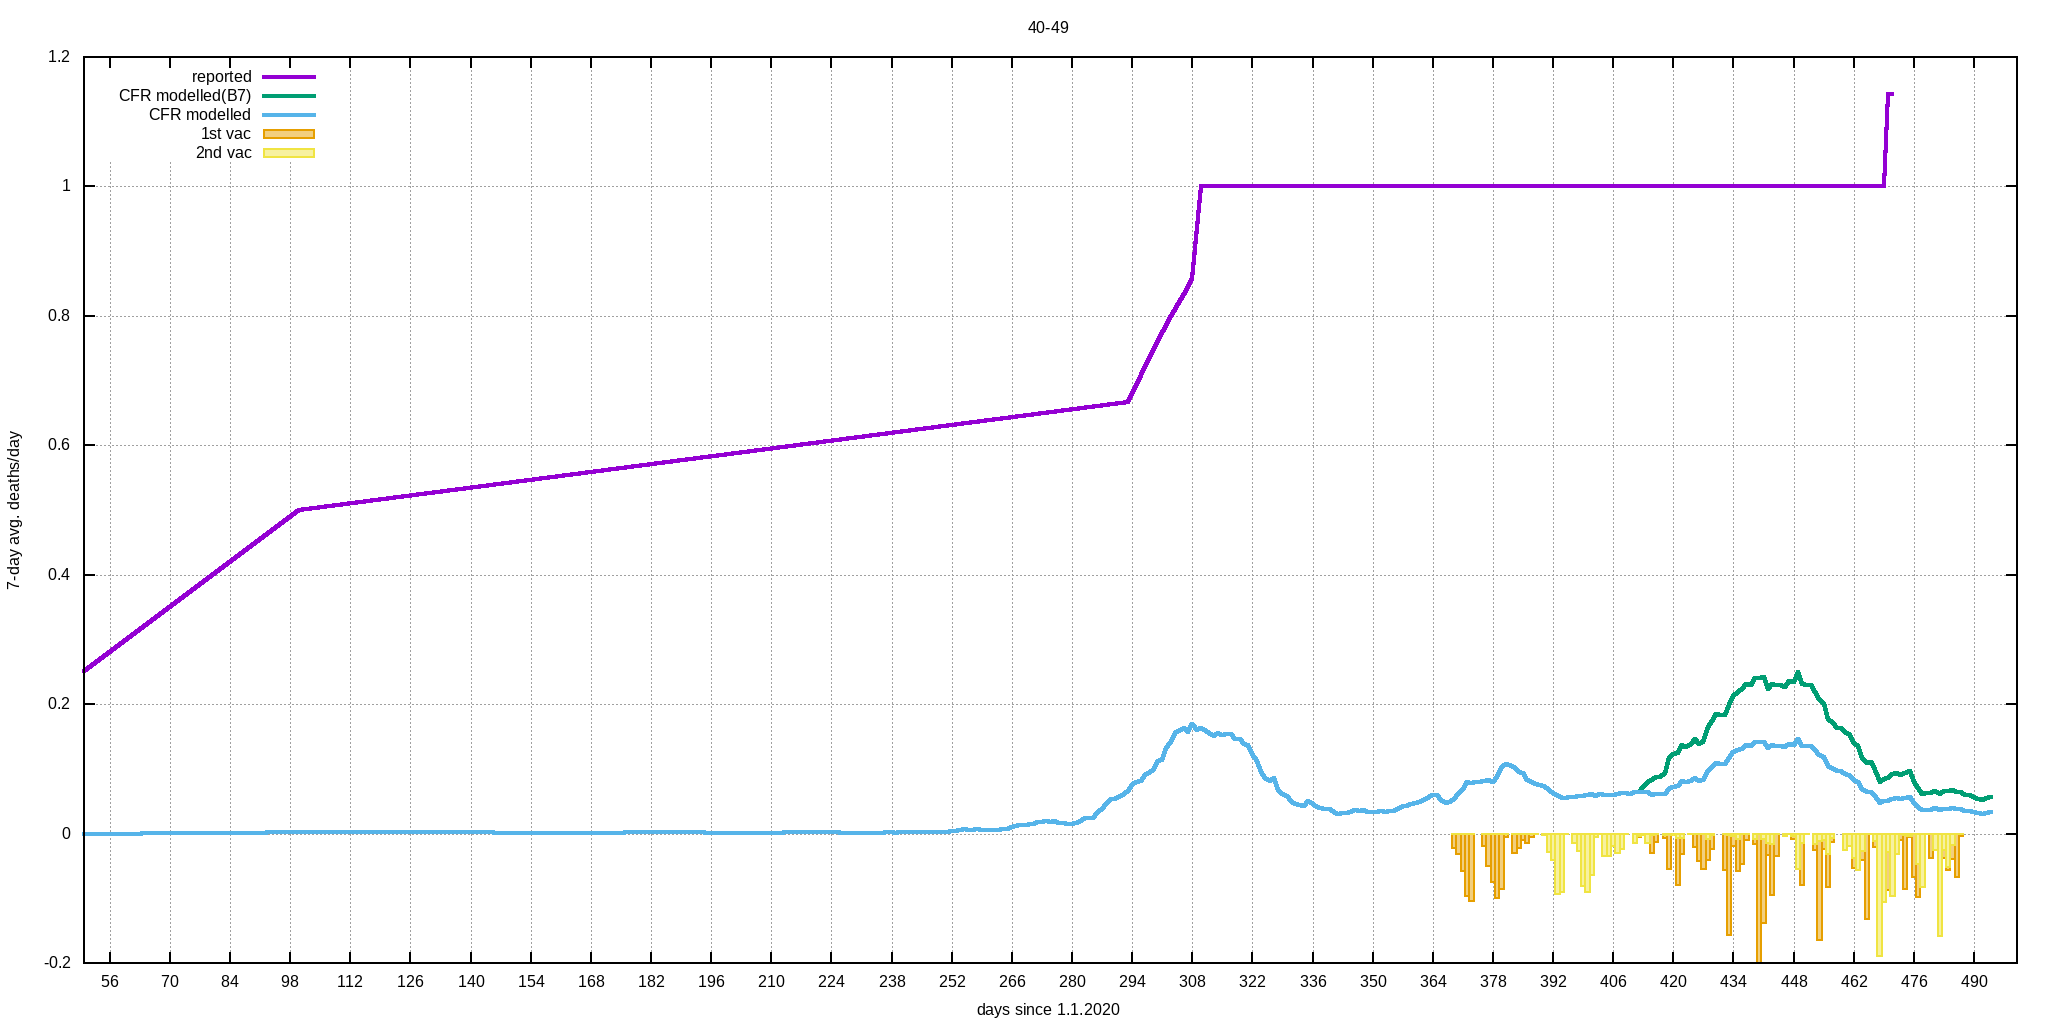 40-49
1.2
1
0.8
0.6
0.4
0.2
0
-0.2
7-day avg. deaths/day
reported
CFR modelled(B7)
CFR modelled
1st vac
2nd vac
56 70 84 98 112 126 140 154 168 182 196 210 224 238 252 266 280 294 308 322 336 350 364 378 392 406 420 434 448 462 476 490
days since 1.1.2020